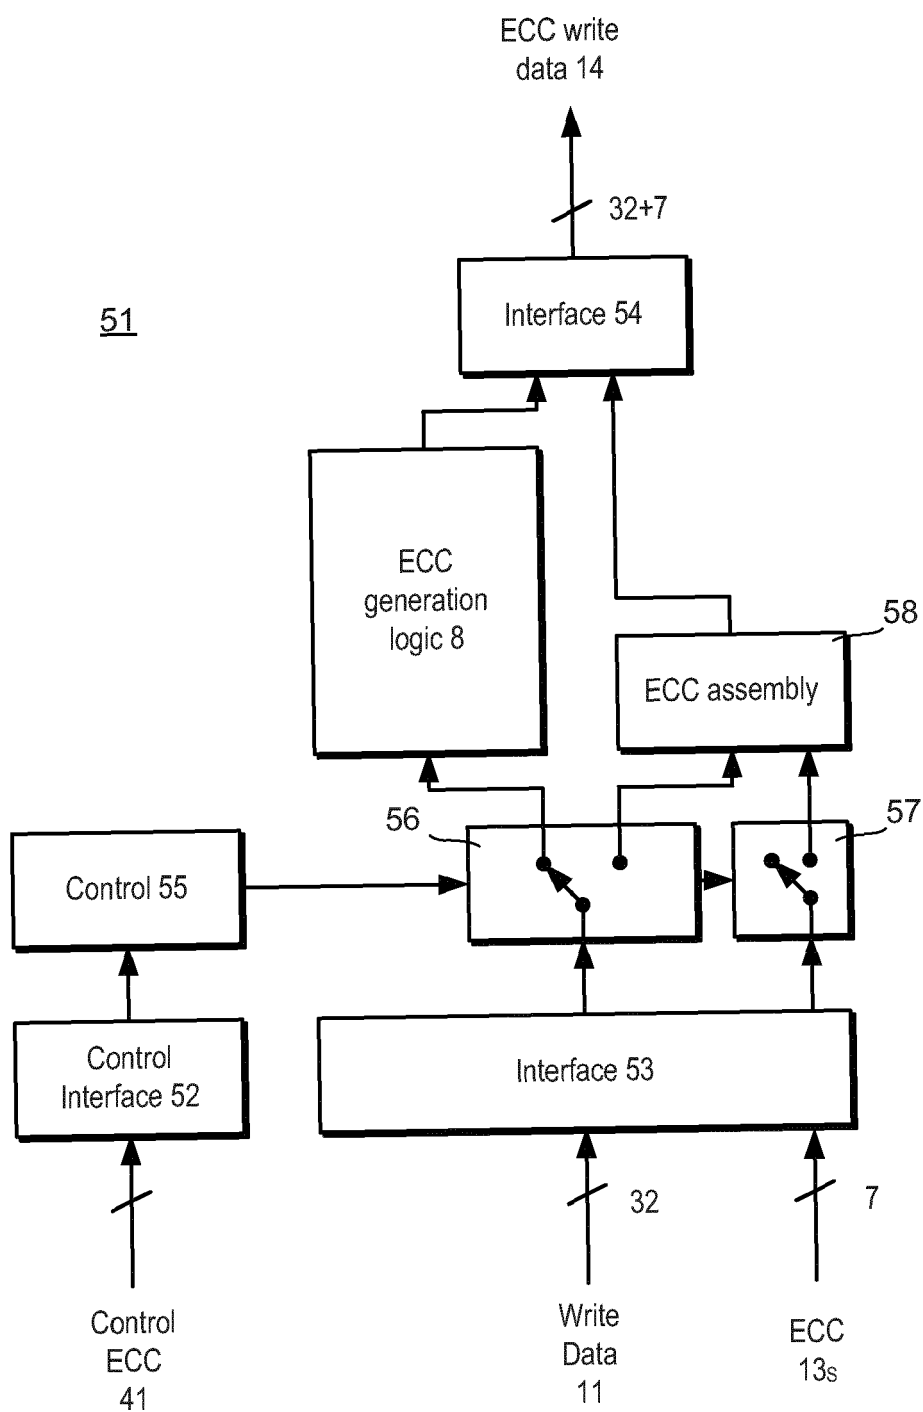 ECC write
data 14
32+7
51
Interface 54
ECC
generation
logic 8
58
ECC assembly
56
57
Control 55
Control
Interface 52
Interface 53
32
7
Control
ECC
41
Write
Data
11
ECC
13s